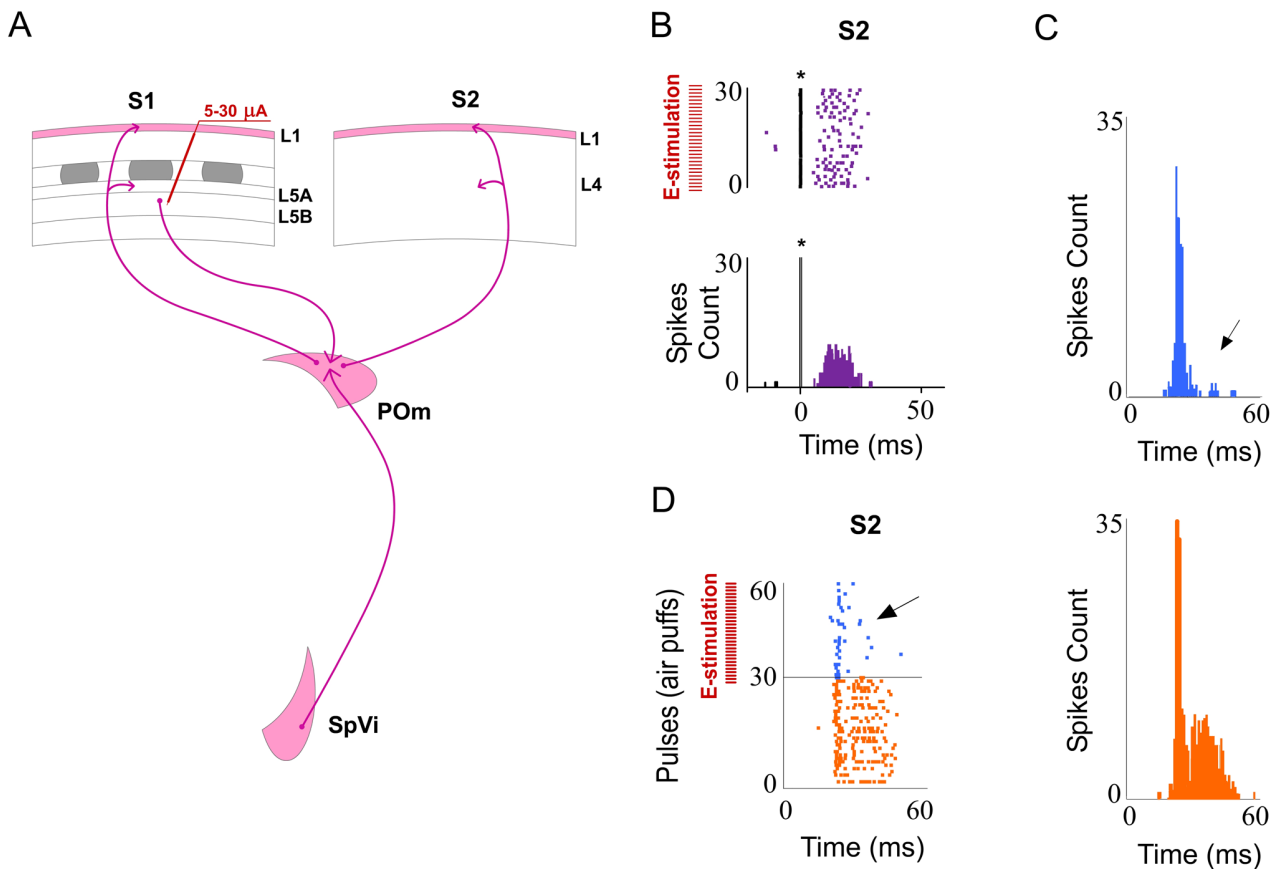 A
S1
5-30 µA
L1
L5A
L5B
S2
L1
L4
POm
SpVi
B
S2
E-stimulation
*
30
0
*
30
Spikes
Count
0
0
50
Time (ms)
C
35
Spikes Count
0
0
60
Time (ms)
D
S2
Pulses (air puffs)
E-stimulation
60
30
0
0
60
Time (ms)
35
Spikes Count
0
0
60
Time (ms)